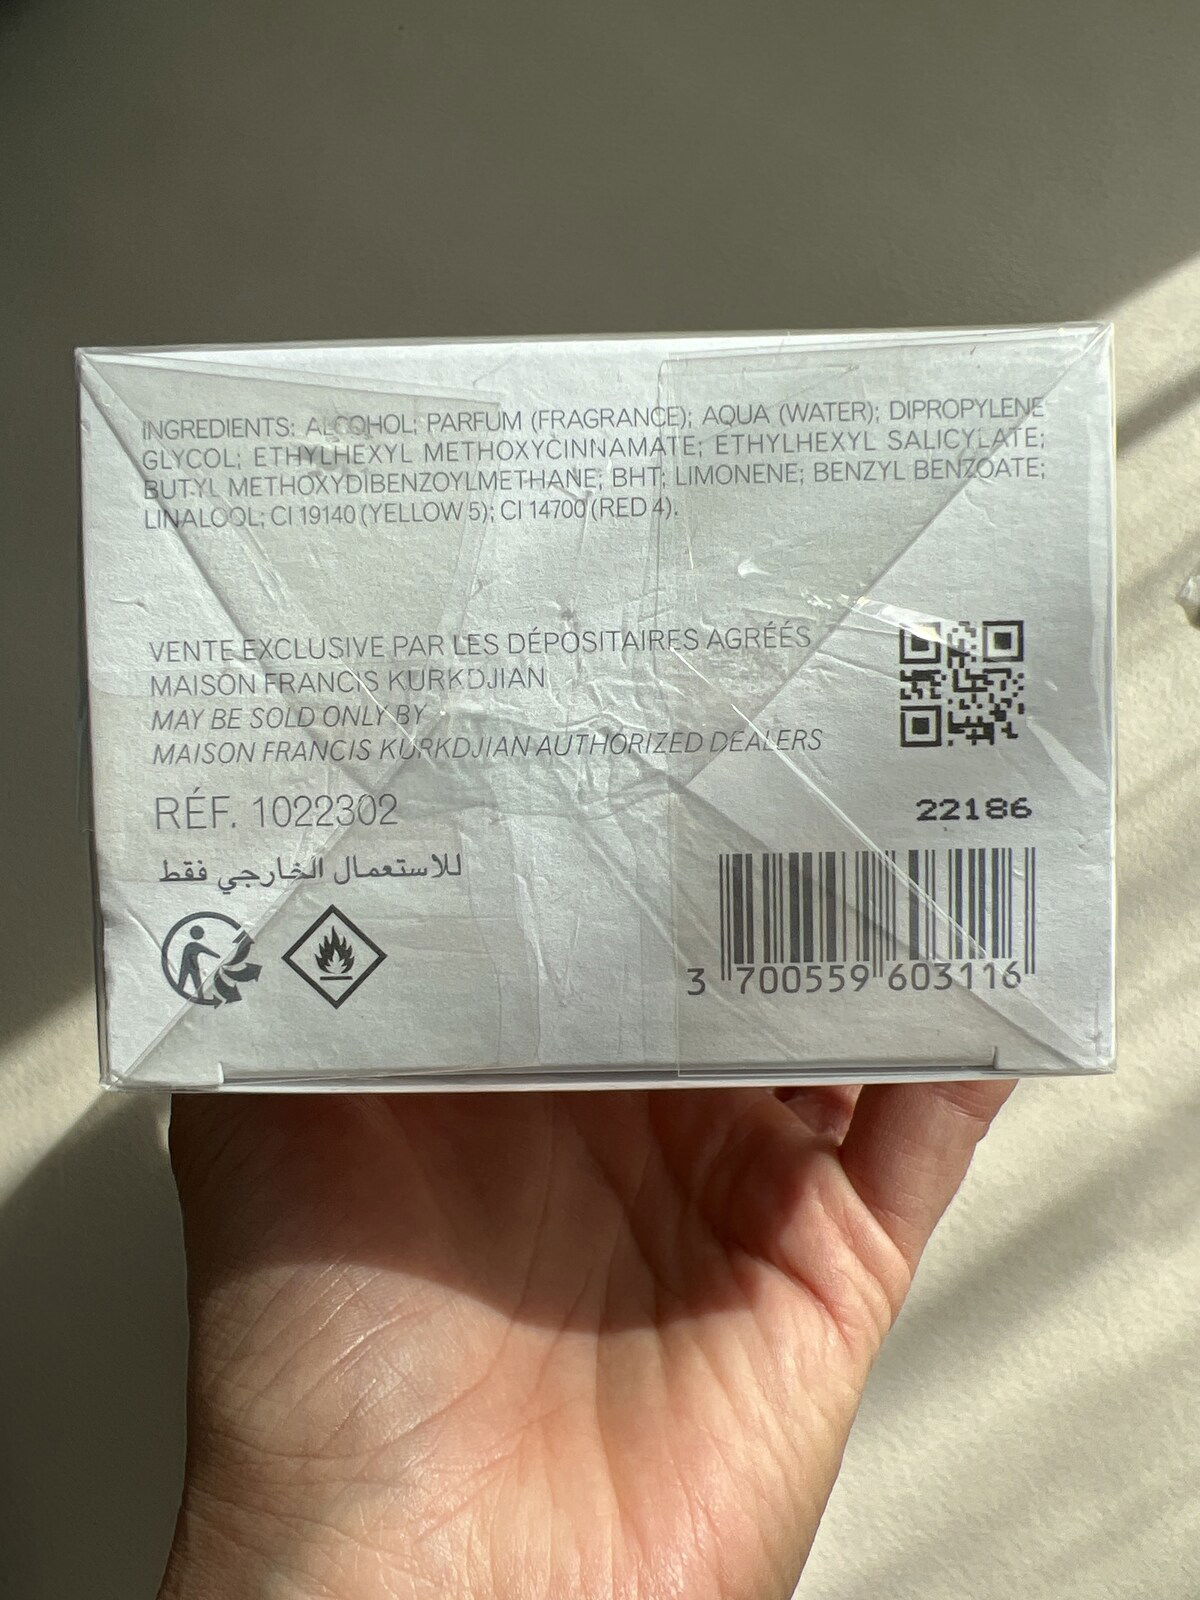 INGREDIENTS: ALCOHOL; PARFUM (FRAGRANCE); AQUA (WATER); DIPROPYLENE
GLYCOL; ETHYLHEXYL METHOXYCINNAMATE; ETHYLHEXYL SALICYLATE;
BUTYL METHOXYDIBENZOYLMETHANE; BHT; LIMONENE; BENZYL BENZOATE;
LINALOOL; CI 19140 (YELLOW 5); CI 14700 (RED 4).
VENTE EXCLUSIVE PAR LES DÉPOSITAIRES AGRÉÉS
MAISON FRANCIS KURKDJIAN
MAY BE SOLD ONLY BY
MAISON FRANCIS KURKDJIAN AUTHORIZED DEALERS
RÉF. 1022302
للاستعمال الخارجي فقط
22186
3 700559 603116